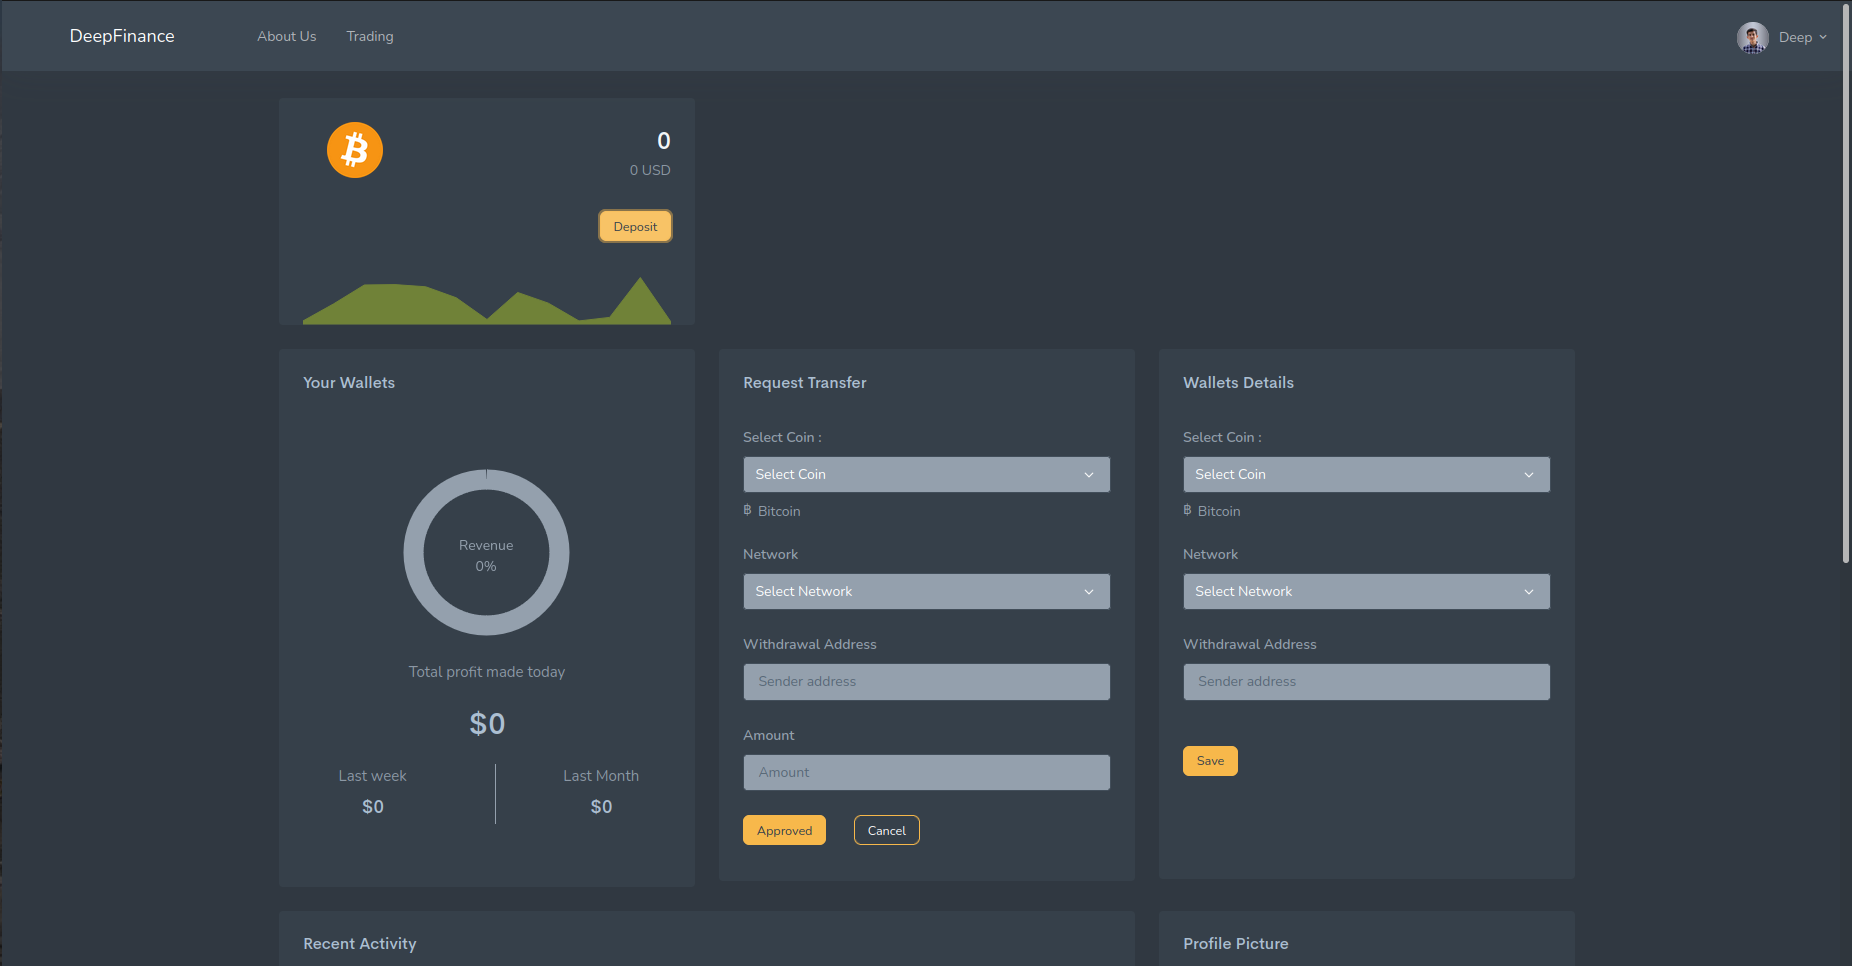 DeepFinance
About Us
Trading
Deep
0
0 USD
Deposit
Your Wallets
Revenue
0%
Total profit made today
$0
Last week
$0
Last Month
$0
Request Transfer
Select Coin :
Select Coin
฿ Bitcoin
Network
Select Network
Withdrawal Address
Sender address
Amount
Amount
Approved
Cancel
Wallets Details
Select Coin :
Select Coin
฿ Bitcoin
Network
Select Network
Withdrawal Address
Sender address
Save
Recent Activity
Profile Picture